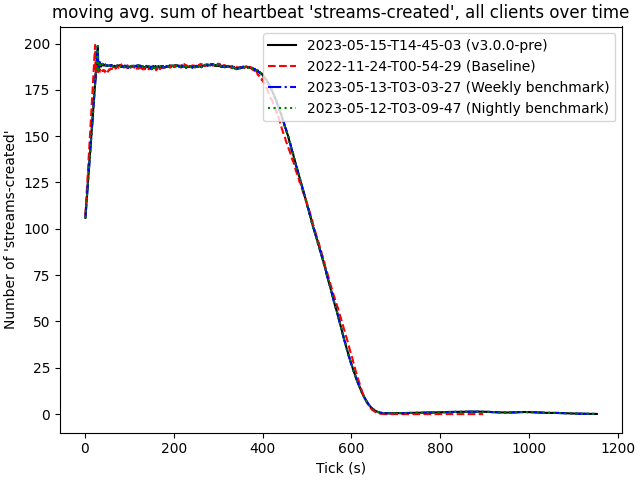 moving avg. sum of heartbeat 'streams-created', all clients over time
2023-05-15-T14-45-03 (v3.0.0-pre)
2022-11-24-T00-54-29 (Baseline)
2023-05-13-T03-03-27 (Weekly benchmark)
2023-05-12-T03-09-47 (Nightly benchmark)
Number of 'streams-created'
200
175
150
125
100
75
50
25
0
0 200 400 600 800 1000 1200
Tick (s)